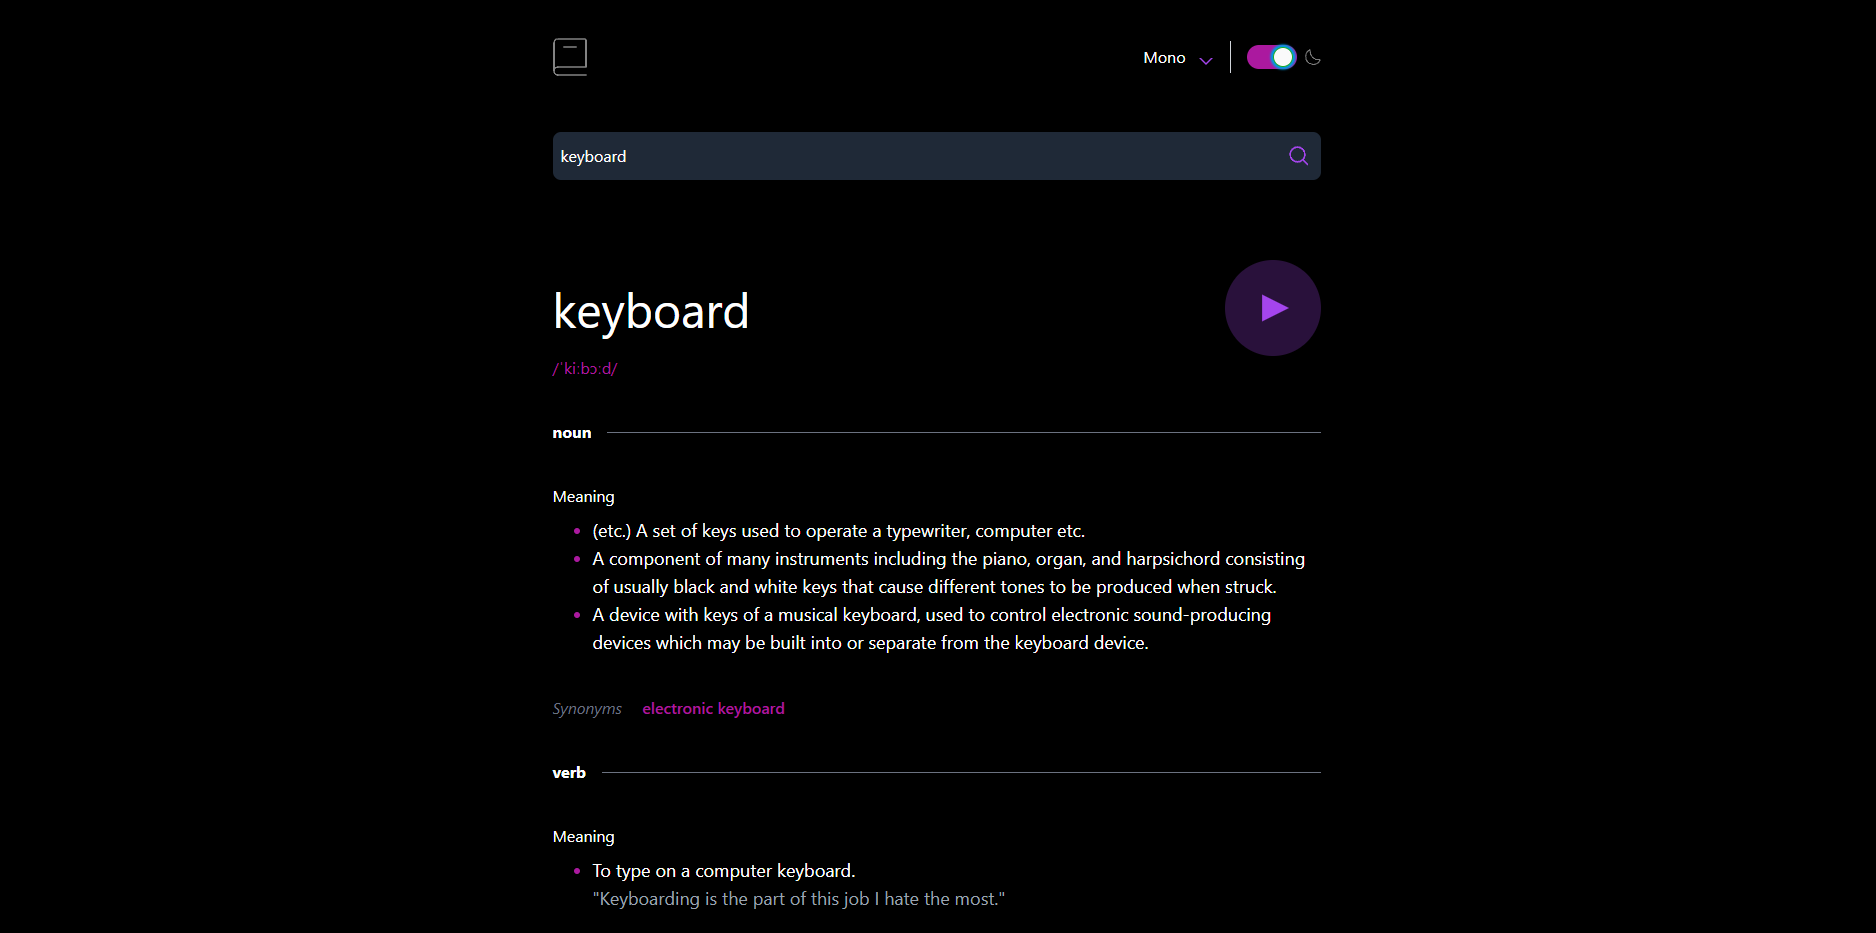 Mono
keyboard
keyboard
/ˈkiːbɔːd/
noun
Meaning
(etc.) A set of keys used to operate a typewriter, computer etc.
A component of many instruments including the piano, organ, and harpsichord consisting
of usually black and white keys that cause different tones to be produced when struck.
A device with keys of a musical keyboard, used to control electronic sound-producing
devices which may be built into or separate from the keyboard device.
Synonyms electronic keyboard
verb
Meaning
To type on a computer keyboard.
"Keyboarding is the part of this job I hate the most."